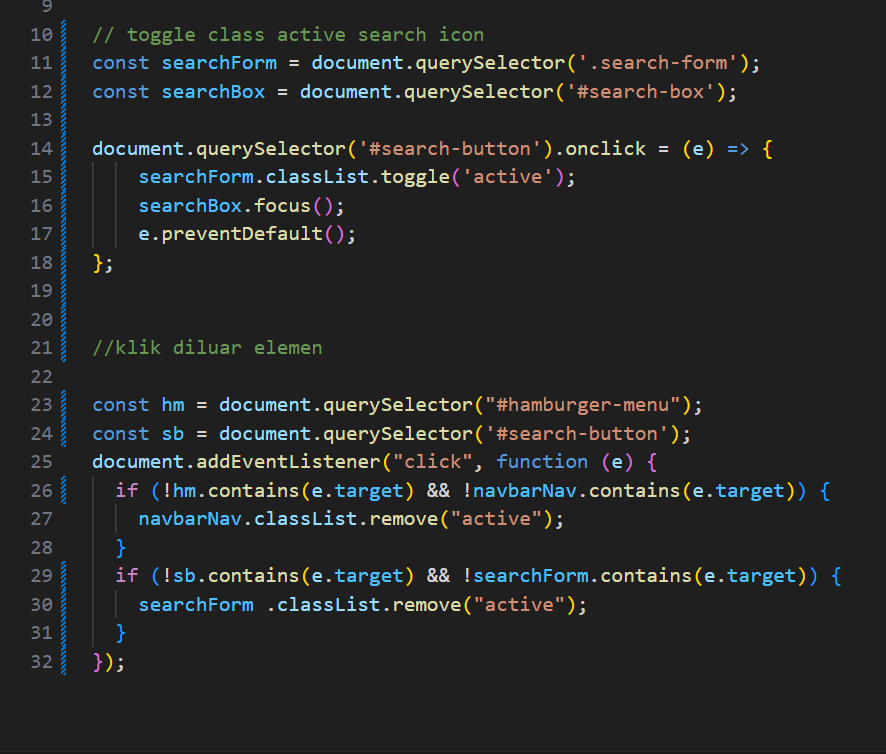 9
10 // toggle class active search icon
11 const searchForm = document.querySelector('.search-form');
12 const searchBox = document.querySelector('#search-box');
13
14 document.querySelector('#search-button').onclick = (e) => {
15     searchForm.classList.toggle('active');
16     searchBox.focus();
17     e.preventDefault();
18 };
19
20
21 //klik diluar elemen
22
23 const hm = document.querySelector("#hamburger-menu");
24 const sb = document.querySelector('#search-button');
25 document.addEventListener("click", function (e) {
26   if (!hm.contains(e.target) && !navbarNav.contains(e.target)) {
27     navbarNav.classList.remove("active");
28   }
29   if (!sb.contains(e.target) && !searchForm.contains(e.target)) {
30     searchForm .classList.remove("active");
31   }
32 });